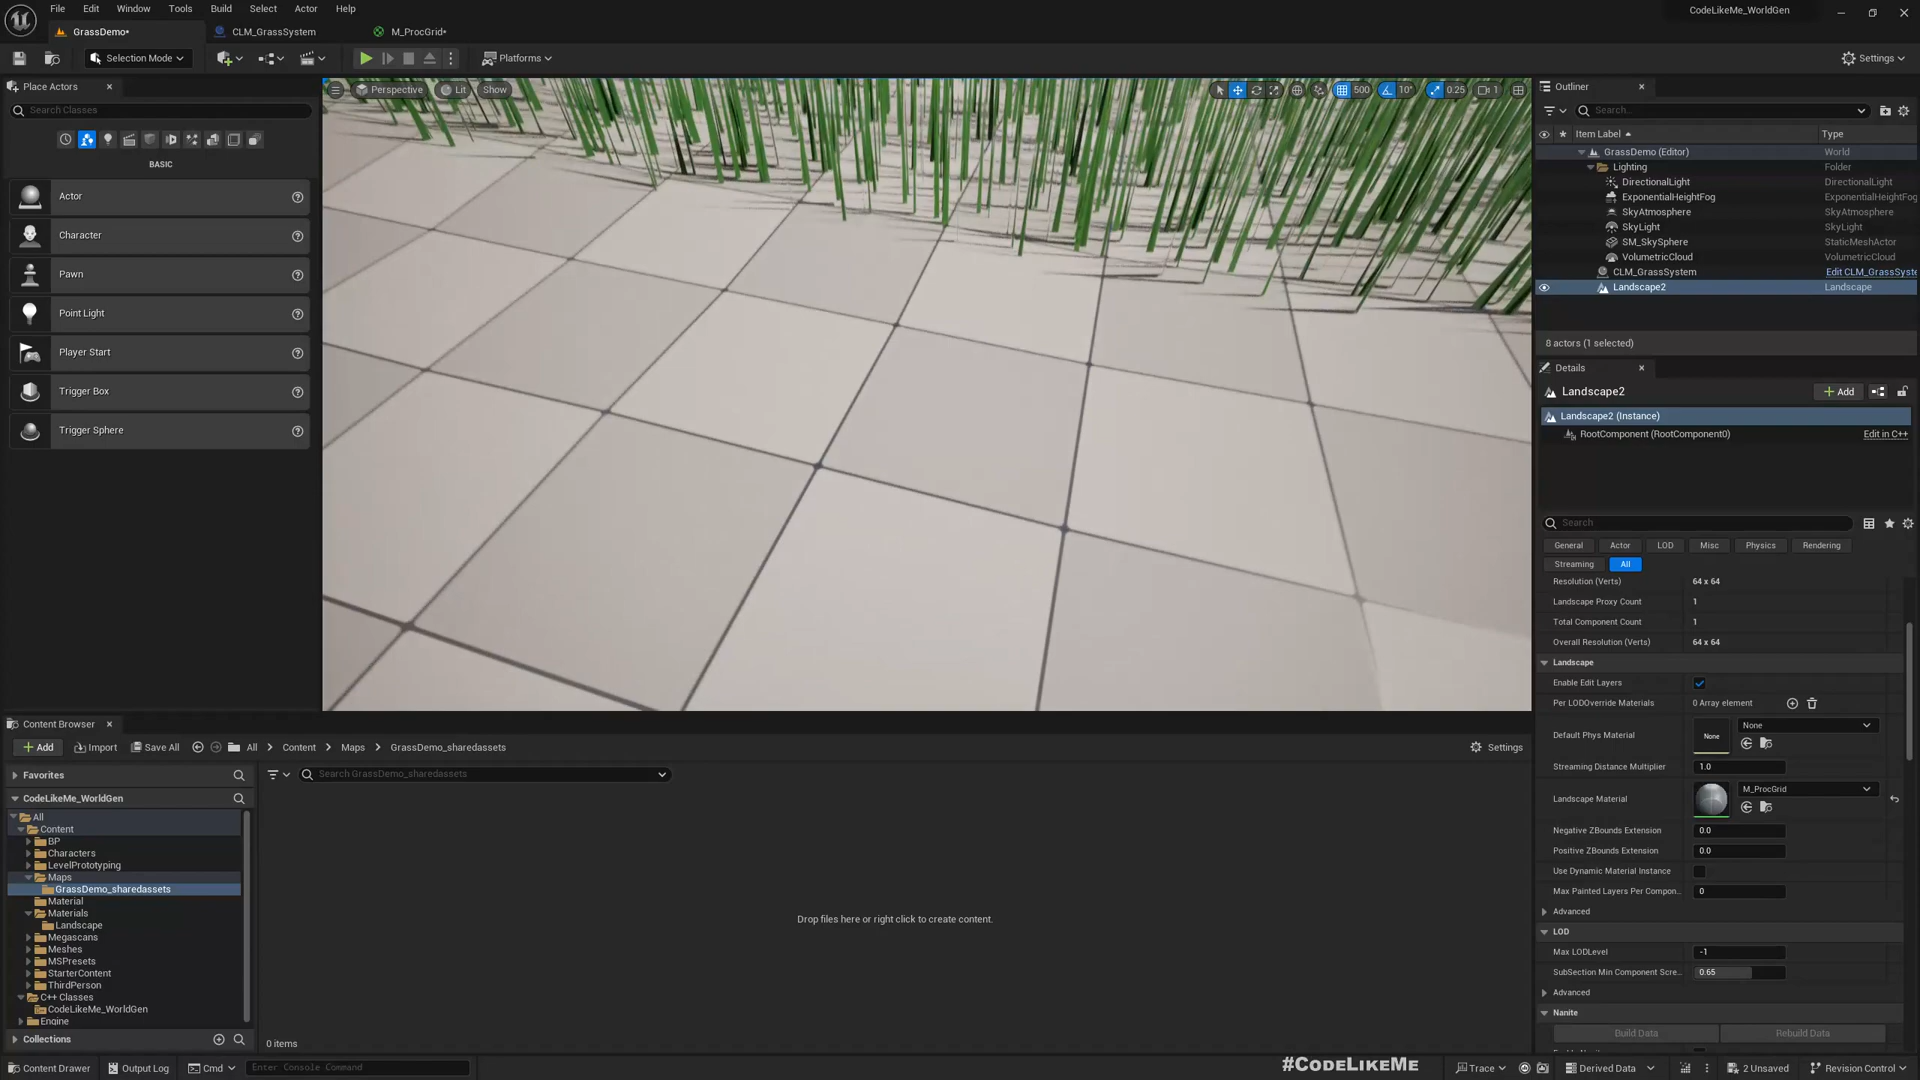 File Edit Window Tools Build Select Actor Help
CodeLikeMe_WorldGen
GrassDemo•
CLM_GrassSystem
M_ProcGrid•
Selection Mode
Platforms
Settings
Place Actors
Search Classes
BASIC
Actor
Character
Pawn
Point Light
Player Start
Trigger Box
Trigger Sphere
Perspective
Lit
Show
500
10°
0.25
1
Outliner
Search...
Item Label
Type
GrassDemo (Editor) World
Lighting Folder
DirectionalLight DirectionalLight
ExponentialHeightFog ExponentialHeightFog
SkyAtmosphere SkyAtmosphere
SkyLight SkyLight
SM_SkySphere StaticMeshActor
VolumetricCloud VolumetricCloud
CLM_GrassSystem Edit CLM_GrassSyste
Landscape2 Landscape
8 actors (1 selected)
Details
Landscape2
Add
Landscape2 (Instance)
RootComponent (RootComponent0) Edit in C++
Search
General Actor LOD Misc Physics Rendering
Streaming All
Resolution (Verts) 64 x 64
Landscape Proxy Count 1
Total Component Count 1
Overall Resolution (Verts) 64 x 64
Landscape
Enable Edit Layers
Per LODOverride Materials 0 Array element
Default Phys Material None None
Streaming Distance Multiplier 1.0
Landscape Material M_ProcGrid
Negative ZBounds Extension 0.0
Positive ZBounds Extension 0.0
Use Dynamic Material Instance
Max Painted Layers Per Compon... 0
Advanced
LOD
Max LODLevel -1
SubSection Min Component Scre... 0.65
Advanced
Nanite
Build Data Rebuild Data
Content Browser
Add Import Save All All Content Maps GrassDemo_sharedassets
Settings
Favorites
Search GrassDemo_sharedassets
CodeLikeMe_WorldGen
All
Content
BP
Characters
LevelPrototyping
Maps
GrassDemo_sharedassets
Material
Materials
Landscape
Megascans
Meshes
MSPresets
StarterContent
ThirdPerson
C++ Classes
CodeLikeMe_WorldGen
Engine
Collections
Drop files here or right click to create content.
0 items
#CodeLikeMe
Content Drawer Output Log Cmd Enter Console Command
Trace Derived Data 2 Unsaved Revision Control